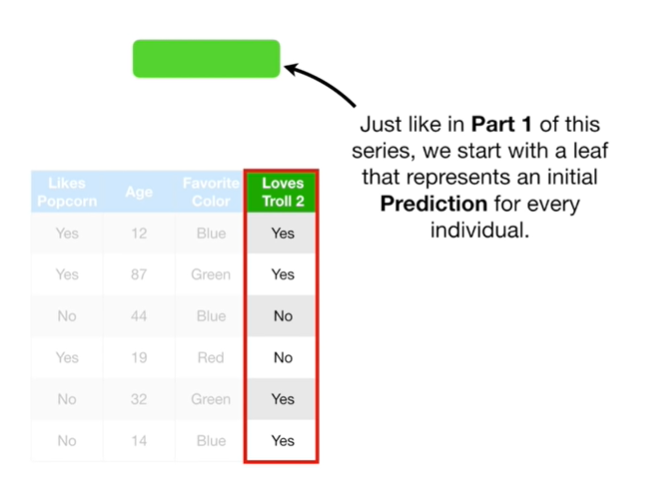 Just like in Part 1 of this
series, we start with a leaf
that represents an initial
Prediction for every
individual.
Likes Popcorn Age Favorite Color Loves Troll 2
Yes 12 Blue Yes
Yes 87 Green Yes
No 44 Blue No
Yes 19 Red No
No 32 Green Yes
No 14 Blue Yes